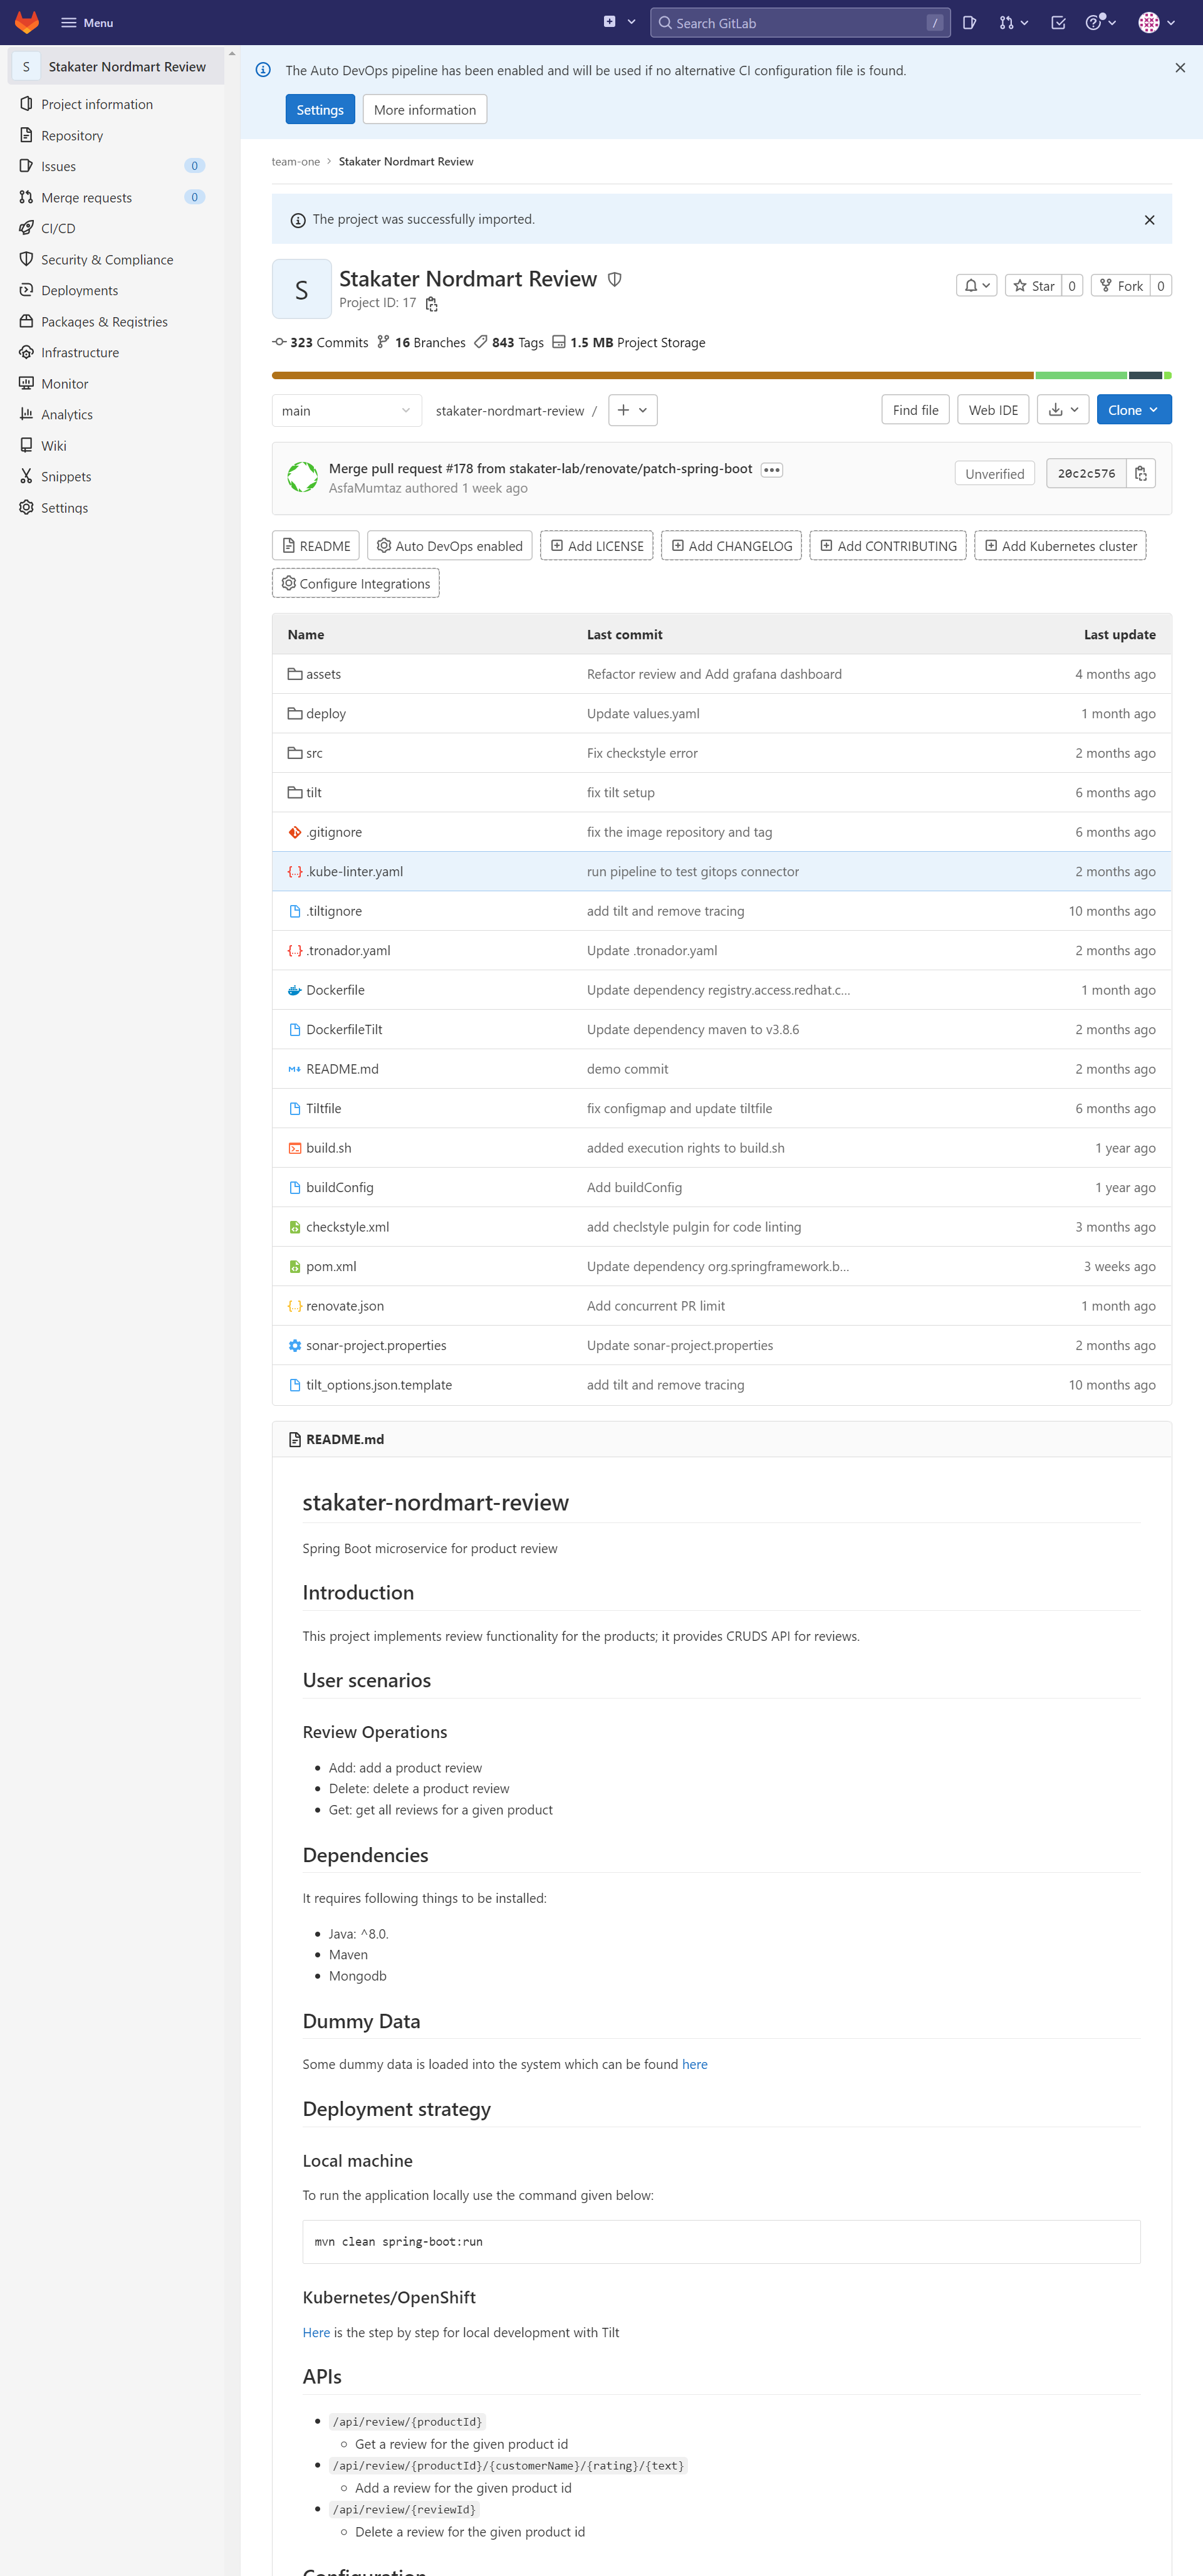 Menu
Search GitLab
/
S Stakater Nordmart Review
Project information
Repository
Issues 0
Merge requests 0
CI/CD
Security & Compliance
Deployments
Packages & Registries
Infrastructure
Monitor
Analytics
Wiki
Snippets
Settings
The Auto DevOps pipeline has been enabled and will be used if no alternative CI configuration file is found.
Settings More information
team-one > Stakater Nordmart Review
The project was successfully imported.
S
Stakater Nordmart Review
Project ID: 17
Star 0 Fork 0
323 Commits 16 Branches 843 Tags 1.5 MB Project Storage
main stakater-nordmart-review / + Find file Web IDE Clone
Merge pull request #178 from stakater-lab/renovate/patch-spring-boot
AsfaMumtaz authored 1 week ago
Unverified 20c2c576
README Auto DevOps enabled Add LICENSE Add CHANGELOG Add CONTRIBUTING Add Kubernetes cluster
Configure Integrations
Name Last commit Last update
assets Refactor review and Add grafana dashboard 4 months ago
deploy Update values.yaml 1 month ago
src Fix checkstyle error 2 months ago
tilt fix tilt setup 6 months ago
.gitignore fix the image repository and tag 6 months ago
.kube-linter.yaml run pipeline to test gitops connector 2 months ago
.tiltignore add tilt and remove tracing 10 months ago
.tronador.yaml Update .tronador.yaml 2 months ago
Dockerfile Update dependency registry.access.redhat.c... 1 month ago
DockerfileTilt Update dependency maven to v3.8.6 2 months ago
README.md demo commit 2 months ago
Tiltfile fix configmap and update tiltfile 6 months ago
build.sh added execution rights to build.sh 1 year ago
buildConfig Add buildConfig 1 year ago
checkstyle.xml add checlstyle pulgin for code linting 3 months ago
pom.xml Update dependency org.springframework.b... 3 weeks ago
renovate.json Add concurrent PR limit 1 month ago
sonar-project.properties Update sonar-project.properties 2 months ago
tilt_options.json.template add tilt and remove tracing 10 months ago
README.md
stakater-nordmart-review
Spring Boot microservice for product review
Introduction
This project implements review functionality for the products; it provides CRUDS API for reviews.
User scenarios
Review Operations
• Add: add a product review
• Delete: delete a product review
• Get: get all reviews for a given product
Dependencies
It requires following things to be installed:
• Java: ^8.0.
• Maven
• Mongodb
Dummy Data
Some dummy data is loaded into the system which can be found here
Deployment strategy
Local machine
To run the application locally use the command given below:
mvn clean spring-boot:run
Kubernetes/OpenShift
Here is the step by step for local development with Tilt
APIs
• /api/review/{productId}
◦ Get a review for the given product id
• /api/review/{productId}/{customerName}/{rating}/{text}
◦ Add a review for the given product id
• /api/review/{reviewId}
◦ Delete a review for the given product id
Configuration